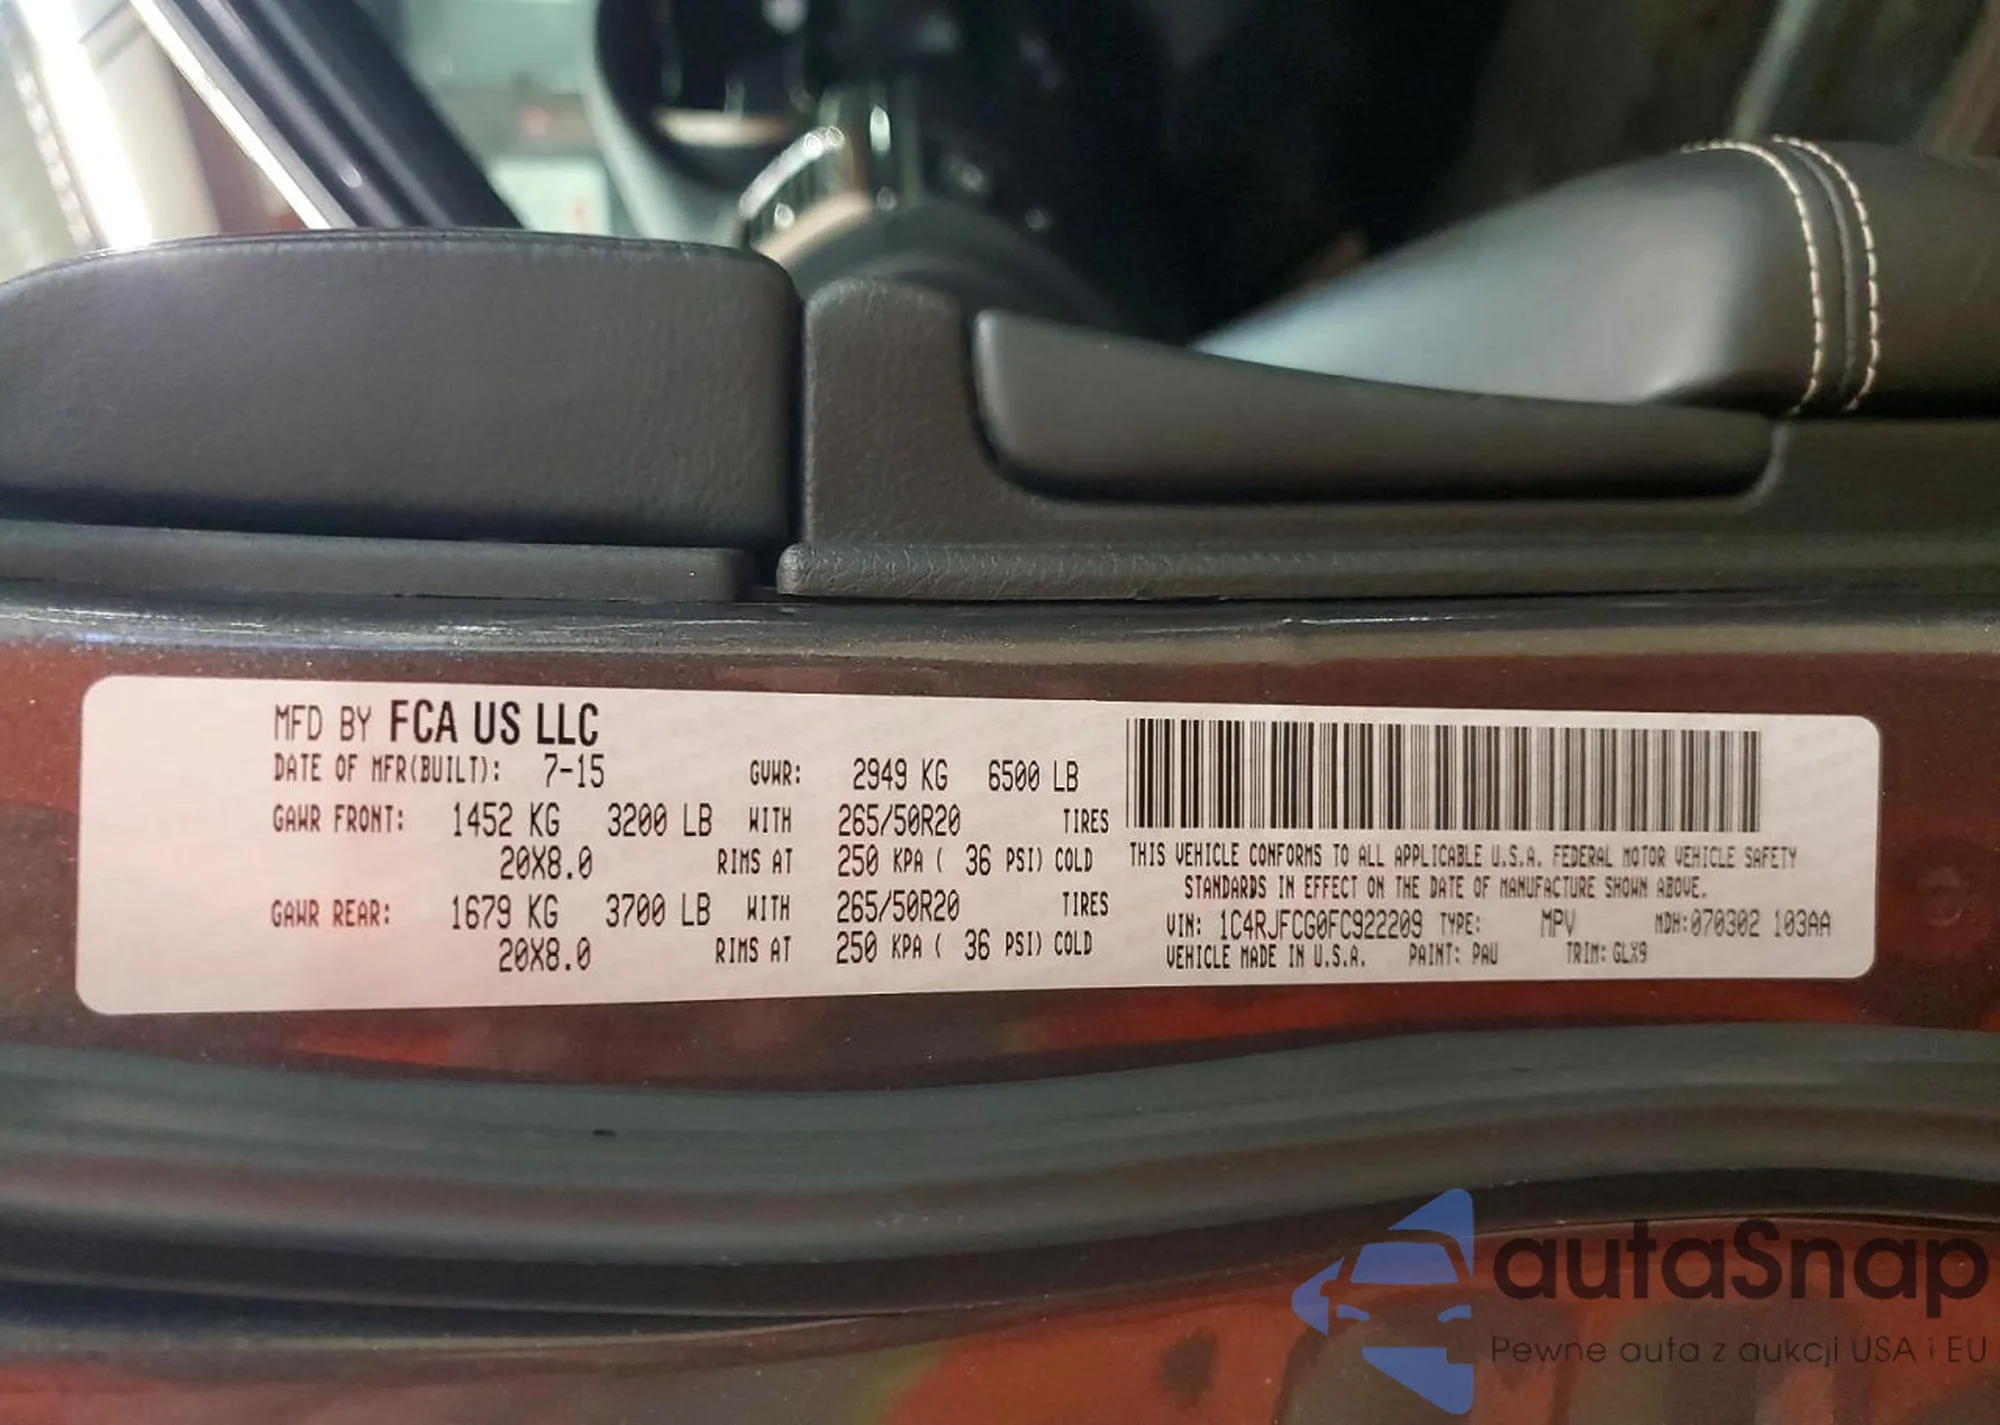 MFD BY FCA US LLC
DATE OF MFR(BUILT): 7-15 GVWR: 2949 KG 6500 LB
GAWR FRONT: 1452 KG 3200 LB WITH 265/50R20 TIRES
20X8.0 RIMS AT 250 KPA ( 36 PSI) COLD
GAWR REAR: 1679 KG 3700 LB WITH 265/50R20 TIRES
20X8.0 RIMS AT 250 KPA ( 36 PSI) COLD
THIS VEHICLE CONFORMS TO ALL APPLICABLE U.S.A. FEDERAL MOTOR VEHICLE SAFETY
STANDARDS IN EFFECT ON THE DATE OF MANUFACTURE SHOWN ABOVE.
VIN: 1C4RJFCG0FC922209 TYPE: MPV MDH:070302 103AA
VEHICLE MADE IN U.S.A. PAINT: PAU TRIM: GLX9
autaSnap
Pewne auta z aukcji USA i EU